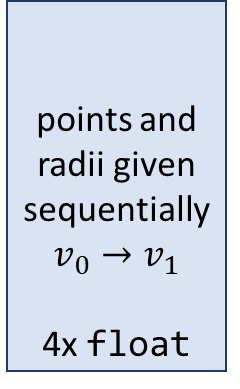 points and
radii given
sequentially
𝑣₀ → 𝑣₁
4x float